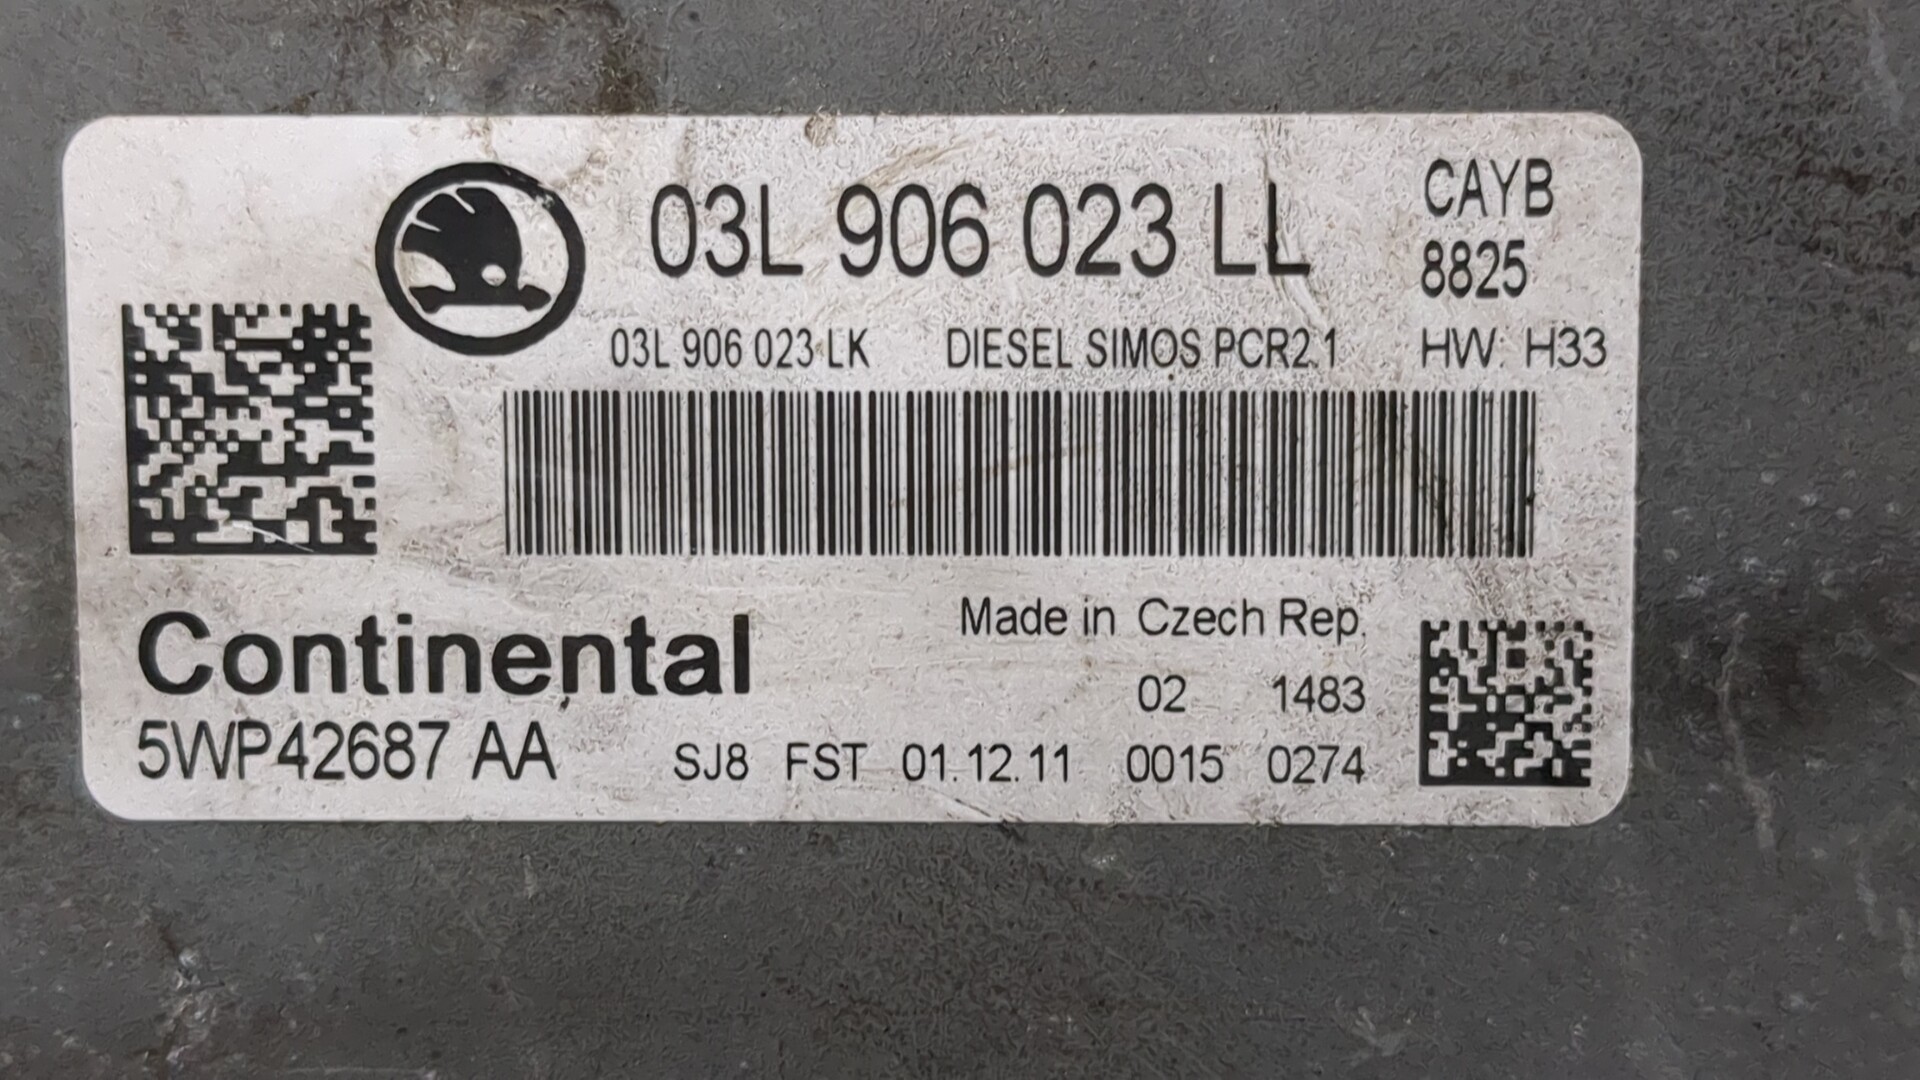 03L 906 023 LL
CAYB
8825
03L 906 023 LK DIESEL SIMOS PCR2.1 HW: H33
Continental
Made in Czech Rep.
02 1483
5WP42687 AA SJ8 FST 01.12.11 0015 0274